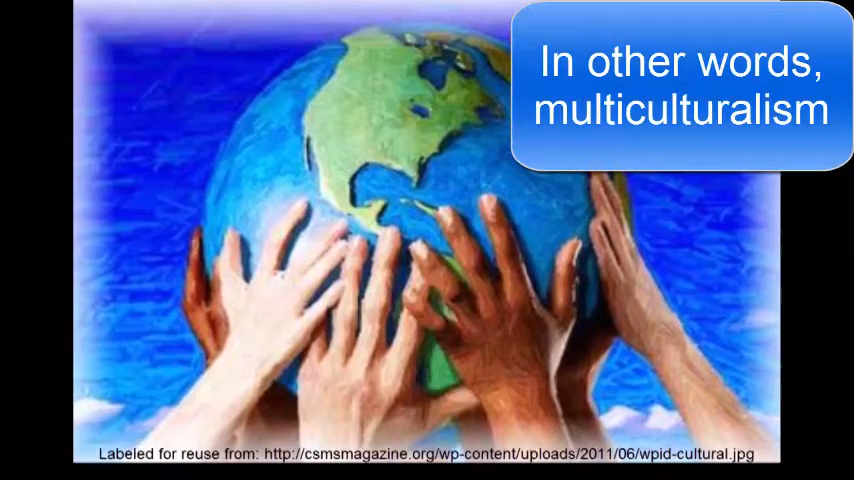 In other words,
multiculturalism
Labeled for reuse from: http://csmsmagazine.org/wp-content/uploads/2011/06/wpid-cultural.jpg